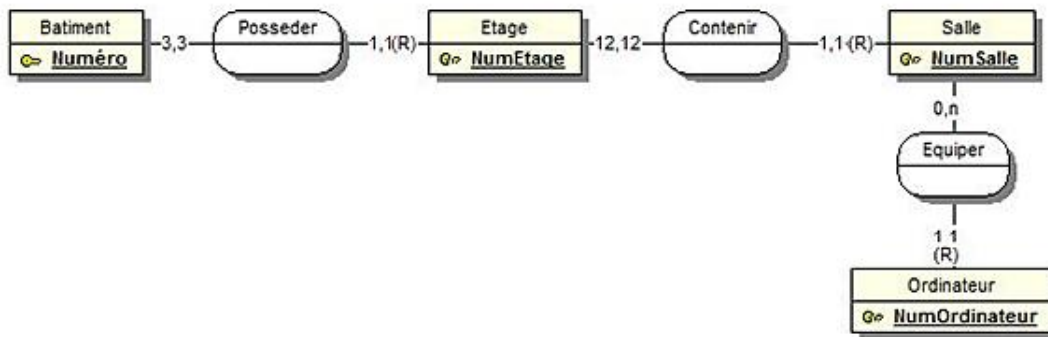 Batiment
Numéro
3,3
Posseder
1,1(R)
Etage
NumEtage
12,12
Contenir
1,1(R)
Salle
NumSalle
0,n
Equiper
1 1
(R)
Ordinateur
NumOrdinateur